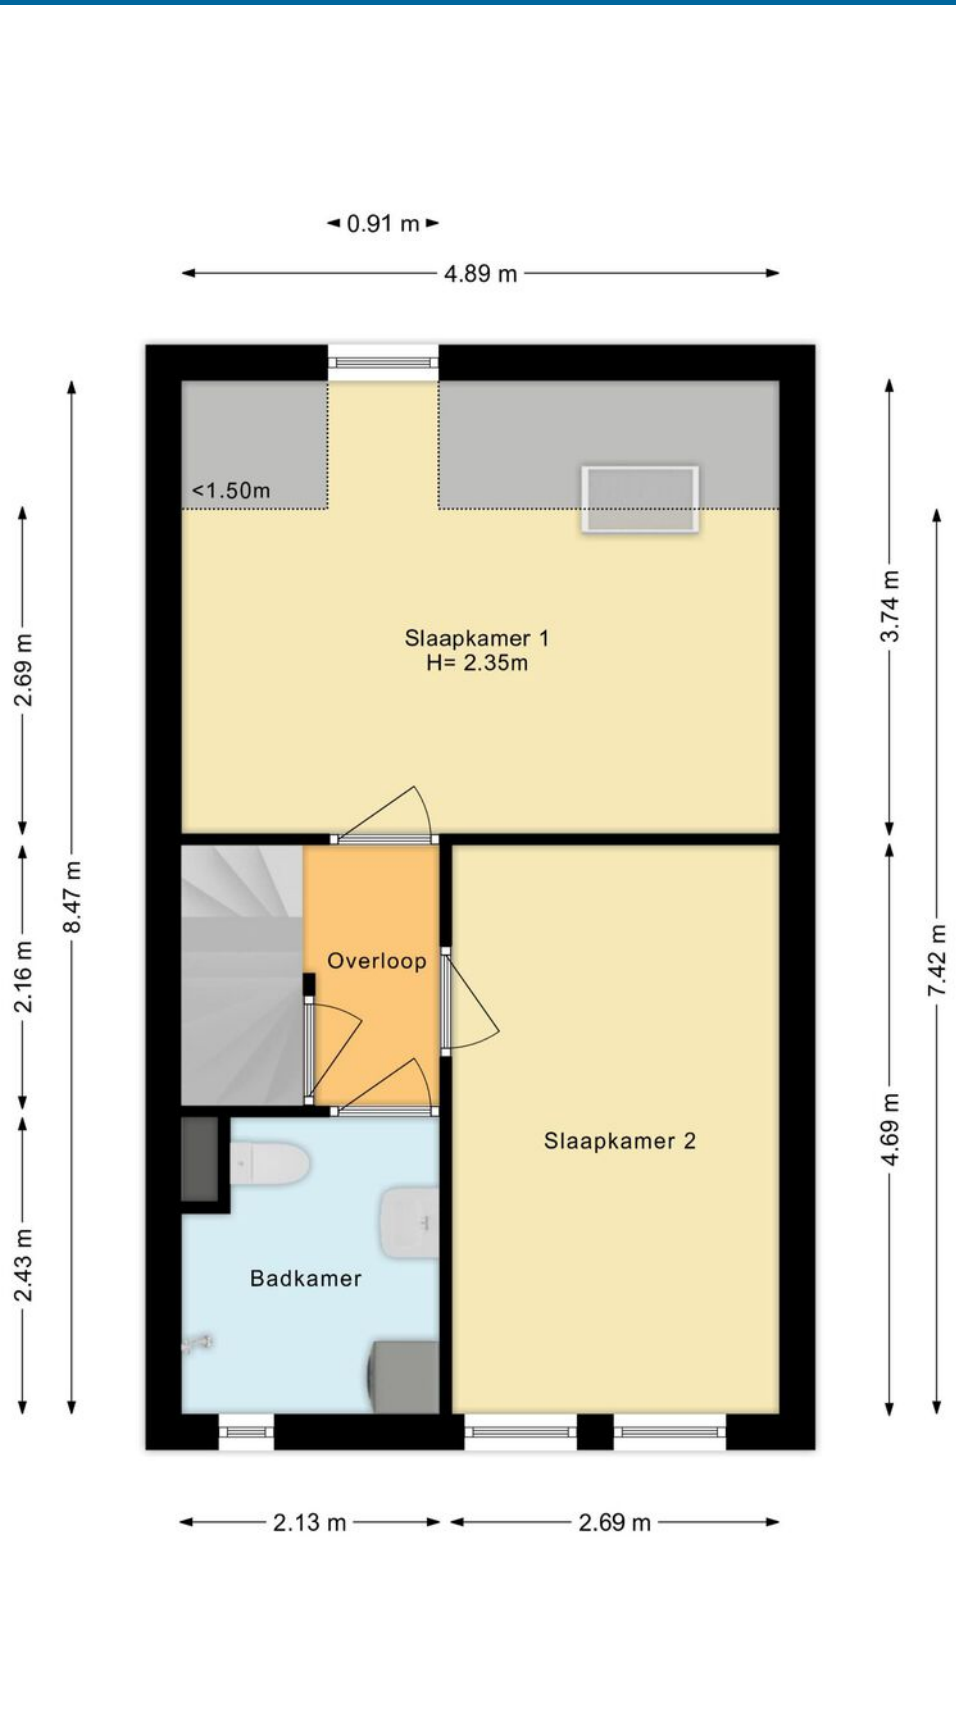 0.91 m
4.89 m
<1.50m
Slaapkamer 1
H= 2.35m
2.69 m
3.74 m
8.47 m
2.16 m
Overloop
7.42 m
Slaapkamer 2
4.69 m
2.43 m
Badkamer
2.13 m
2.69 m